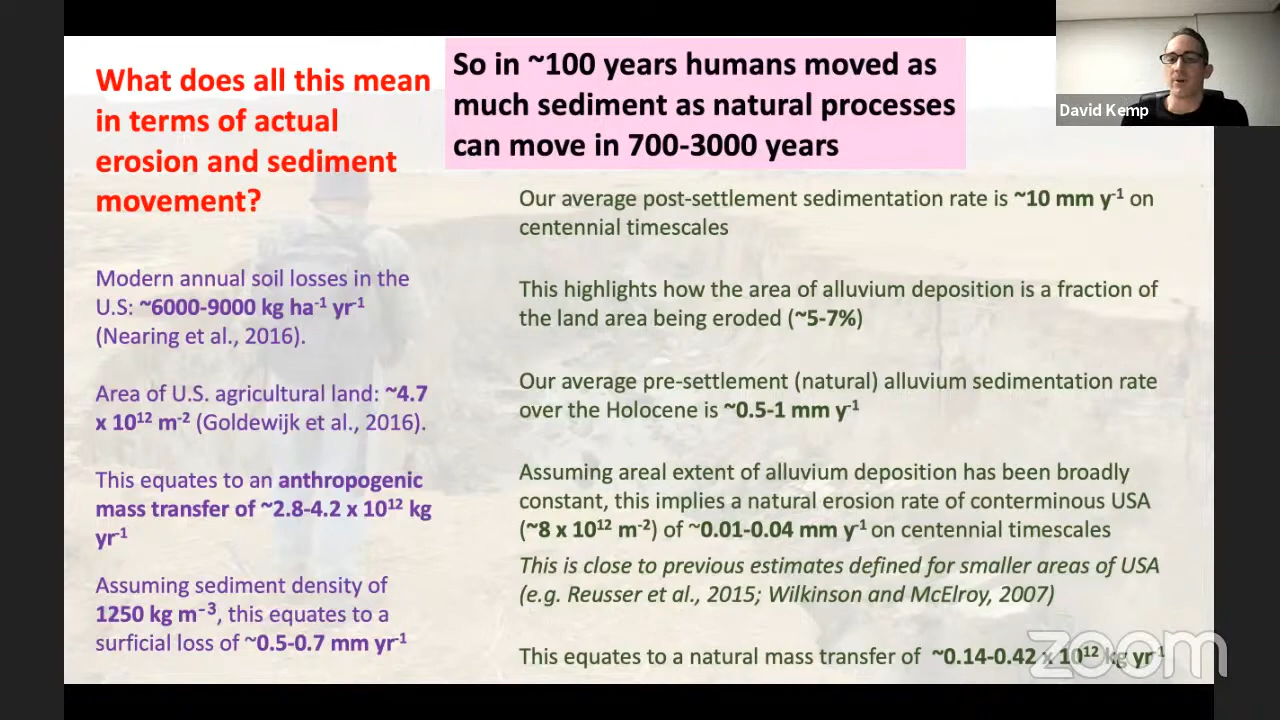 What does all this mean
in terms of actual
erosion and sediment
movement?
So in ~100 years humans moved as
much sediment as natural processes
can move in 700-3000 years
David Kemp
Modern annual soil losses in the
U.S: ~6000-9000 kg ha⁻¹ yr⁻¹
(Nearing et al., 2016).
Area of U.S. agricultural land: ~4.7
x 10¹² m⁻² (Goldewijk et al., 2016).
This equates to an anthropogenic
mass transfer of ~2.8-4.2 x 10¹² kg
yr⁻¹
Assuming sediment density of
1250 kg m⁻³, this equates to a
surficial loss of ~0.5-0.7 mm yr⁻¹
Our average post-settlement sedimentation rate is ~10 mm y⁻¹ on
centennial timescales
This highlights how the area of alluvium deposition is a fraction of
the land area being eroded (~5-7%)
Our average pre-settlement (natural) alluvium sedimentation rate
over the Holocene is ~0.5-1 mm y⁻¹
Assuming areal extent of alluvium deposition has been broadly
constant, this implies a natural erosion rate of conterminous USA
(~8 x 10¹² m⁻²) of ~0.01-0.04 mm y⁻¹ on centennial timescales
This is close to previous estimates defined for smaller areas of USA
(e.g. Reusser et al., 2015; Wilkinson and McElroy, 2007)
This equates to a natural mass transfer of ~0.14-0.42 x 10¹² kg yr⁻¹
zoom